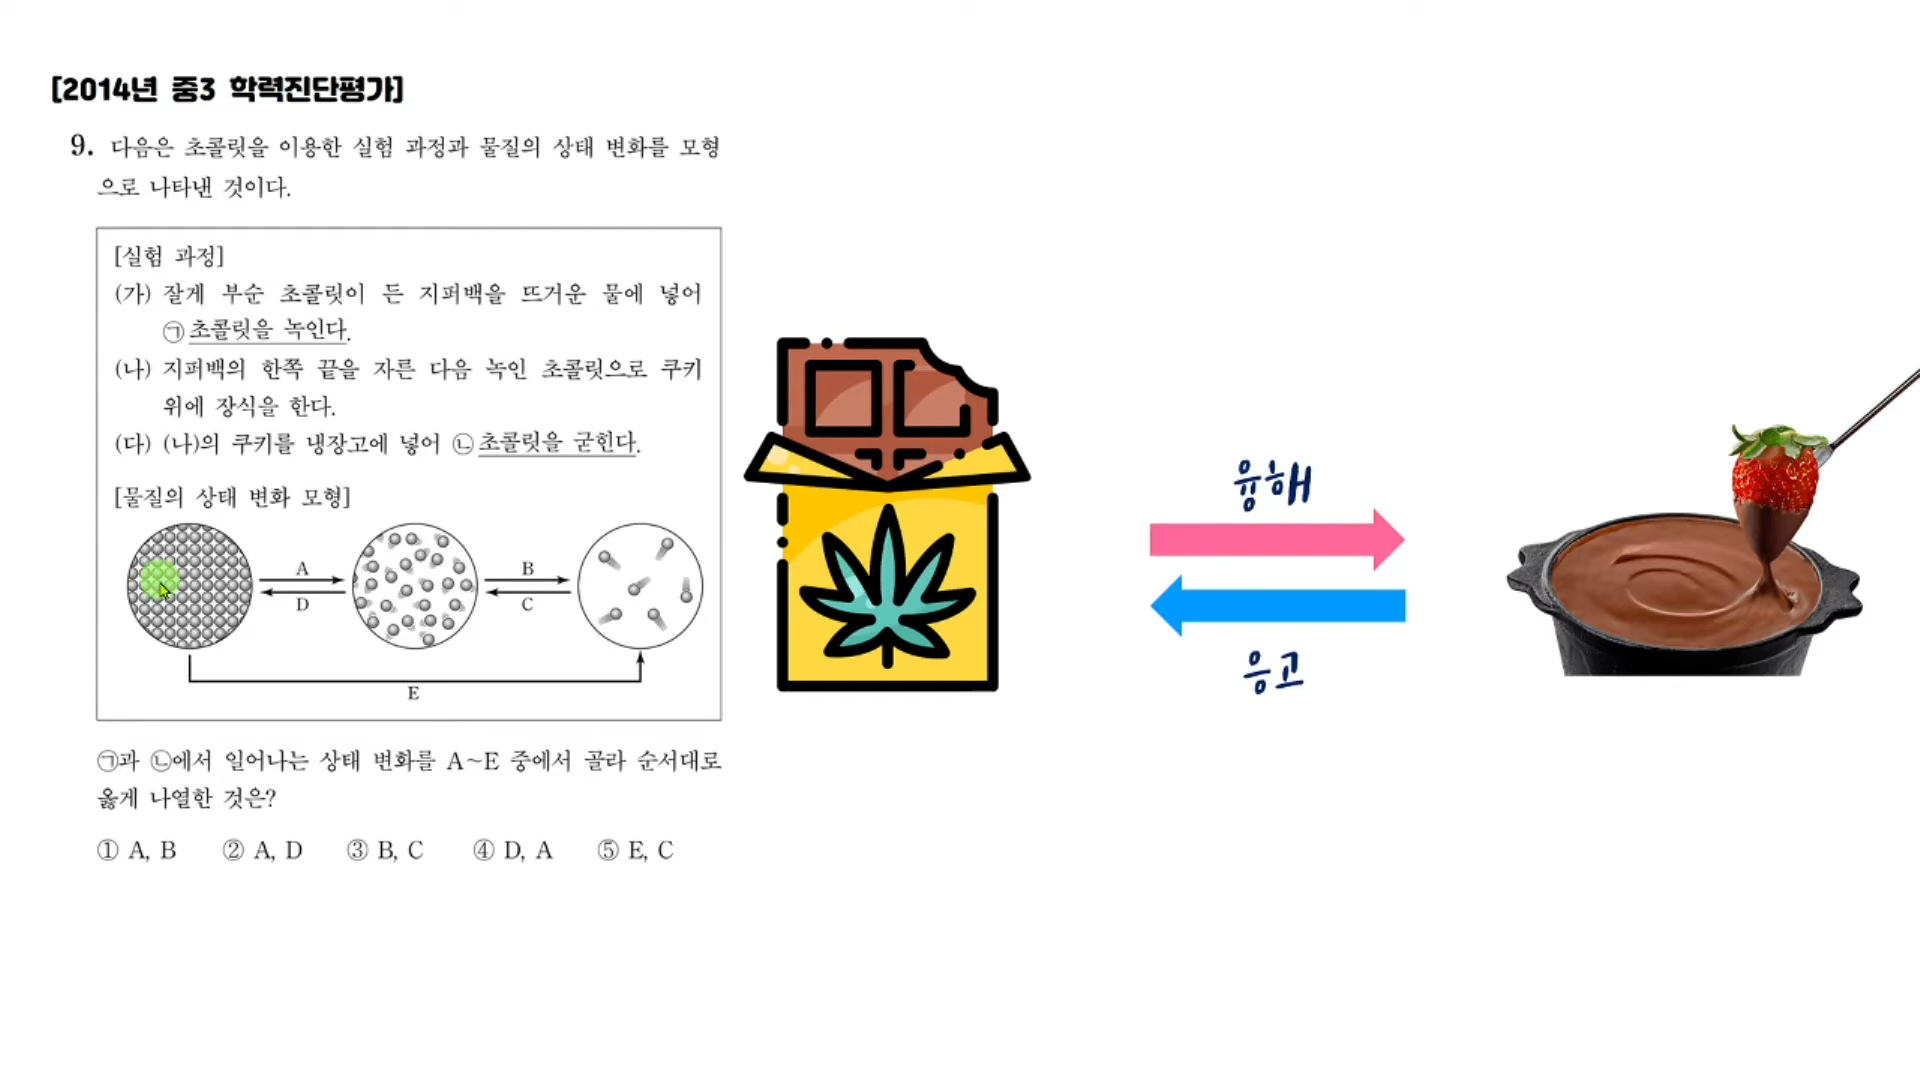 [2014년 중3 학력진단평가]
9. 다음은 초콜릿을 이용한 실험 과정과 물질의 상태 변화를 모형
으로 나타낸 것이다.
[실험 과정]
(가) 잘게 부순 초콜릿이 든 지퍼백을 뜨거운 물에 넣어
㉠ 초콜릿을 녹인다.
(나) 지퍼백의 한쪽 끝을 자른 다음 녹인 초콜릿으로 쿠키
위에 장식을 한다.
(다) (나)의 쿠키를 냉장고에 넣어 ㉡ 초콜릿을 굳힌다.
[물질의 상태 변화 모형]
A
D
B
C
E
㉠과 ㉡에서 일어나는 상태 변화를 A~E 중에서 골라 순서대로
옳게 나열한 것은?
① A, B ② A, D ③ B, C ④ D, A ⑤ E, C
융해
응고